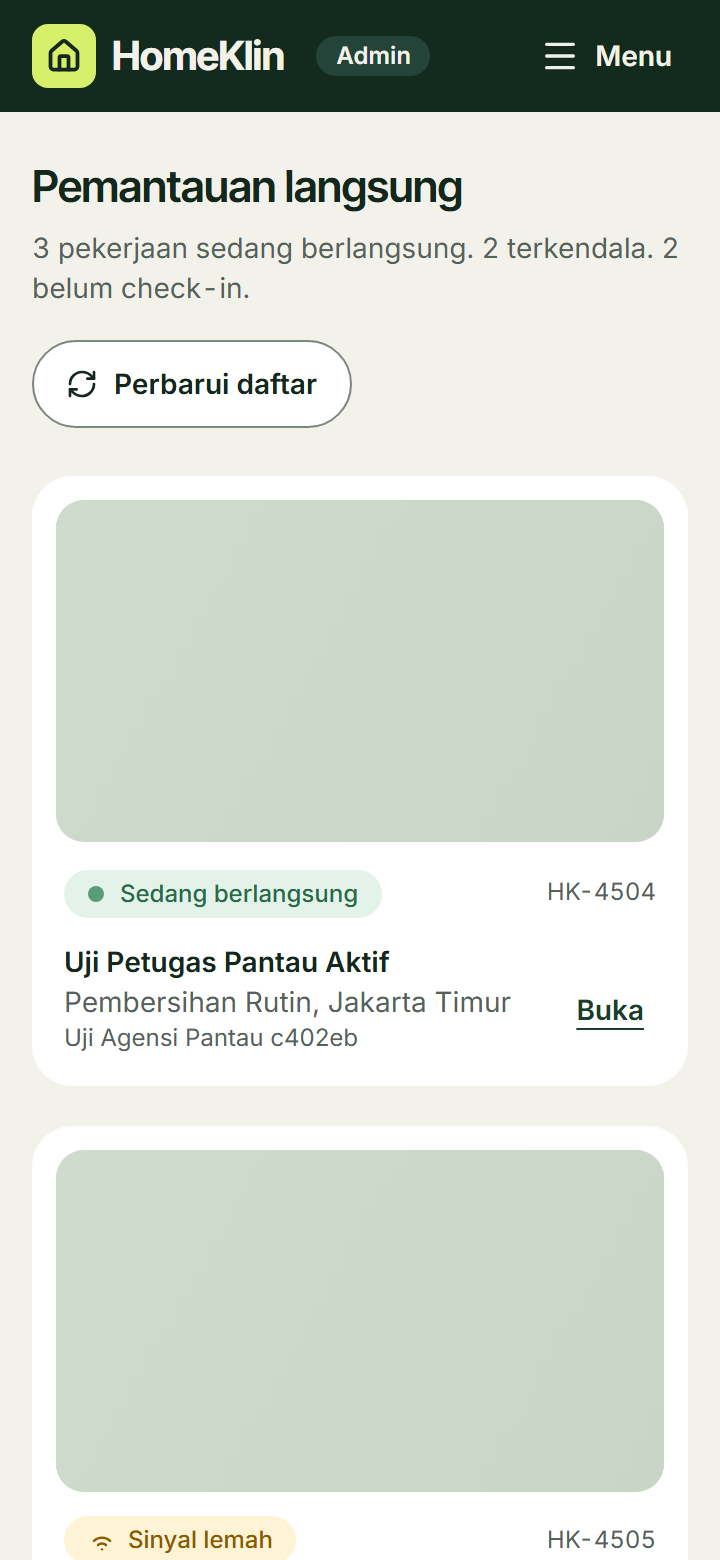 HomeKlin
Admin
Menu
Pemantauan langsung
3 pekerjaan sedang berlangsung. 2 terkendala. 2
belum check-in.
Perbarui daftar
Sedang berlangsung
HK-4504
Uji Petugas Pantau Aktif
Pembersihan Rutin, Jakarta Timur
Uji Agensi Pantau c402eb
Buka
Sinyal lemah
HK-4505